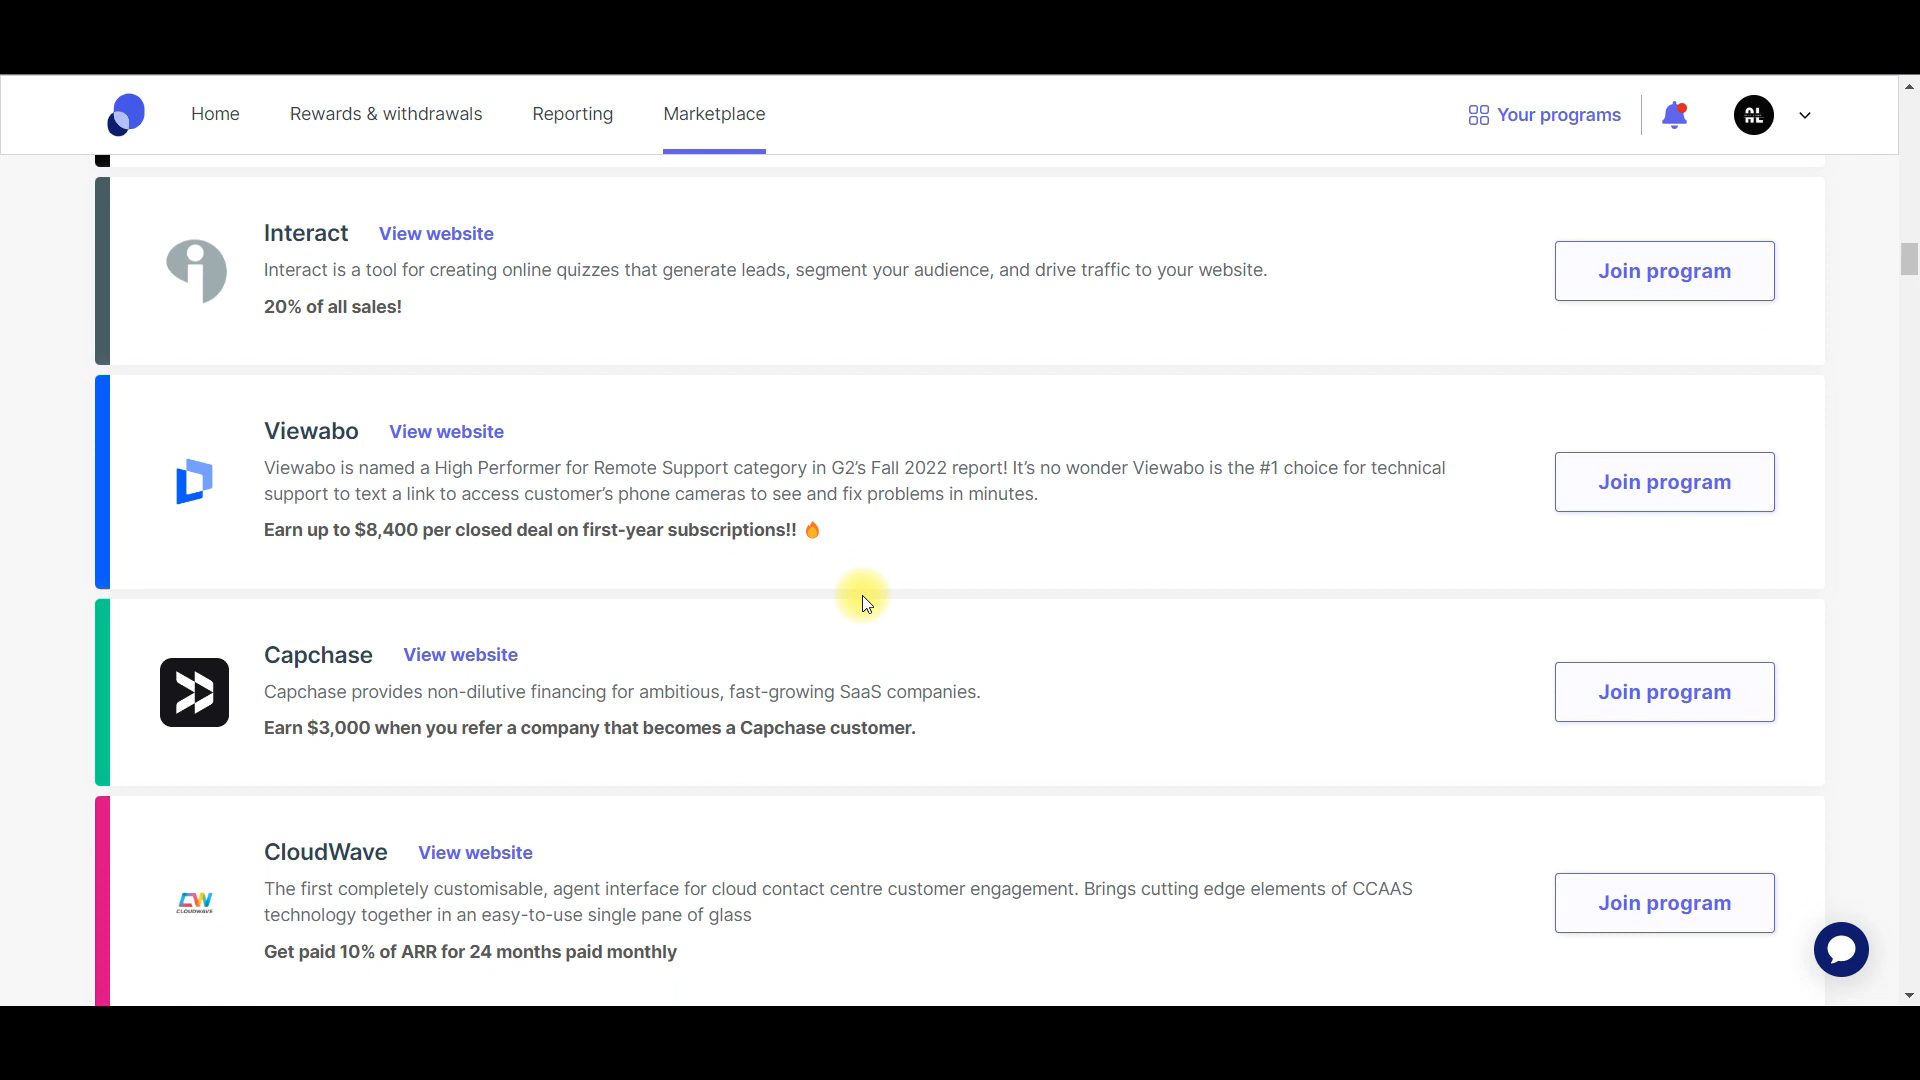 Home Rewards & withdrawals Reporting Marketplace Your programs AL
Interact View website
Interact is a tool for creating online quizzes that generate leads, segment your audience, and drive traffic to your website.
20% of all sales!
Join program
Viewabo View website
Viewabo is named a High Performer for Remote Support category in G2's Fall 2022 report! It's no wonder Viewabo is the #1 choice for technical
support to text a link to access customer's phone cameras to see and fix problems in minutes.
Earn up to $8,400 per closed deal on first-year subscriptions!! 🔥
Join program
Capchase View website
Capchase provides non-dilutive financing for ambitious, fast-growing SaaS companies.
Earn $3,000 when you refer a company that becomes a Capchase customer.
Join program
CW
CLOUDWAVE
CloudWave View website
The first completely customisable, agent interface for cloud contact centre customer engagement. Brings cutting edge elements of CCAAS
technology together in an easy-to-use single pane of glass
Get paid 10% of ARR for 24 months paid monthly
Join program